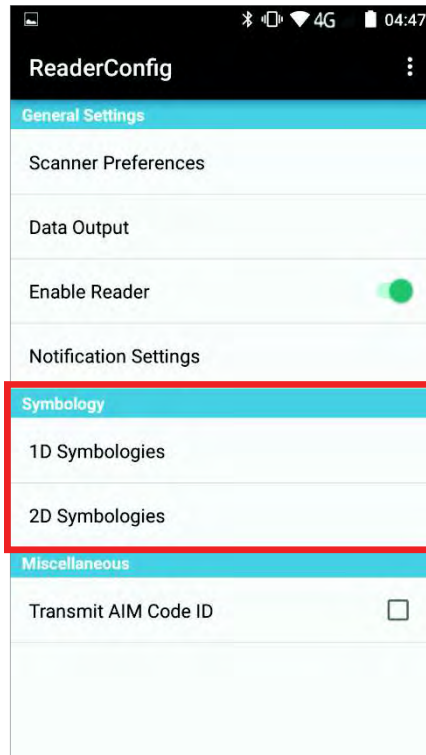 4G 04:47
ReaderConfig
General Settings
Scanner Preferences
Data Output
Enable Reader
Notification Settings
Symbology
1D Symbologies
2D Symbologies
Miscellaneous
Transmit AIM Code ID